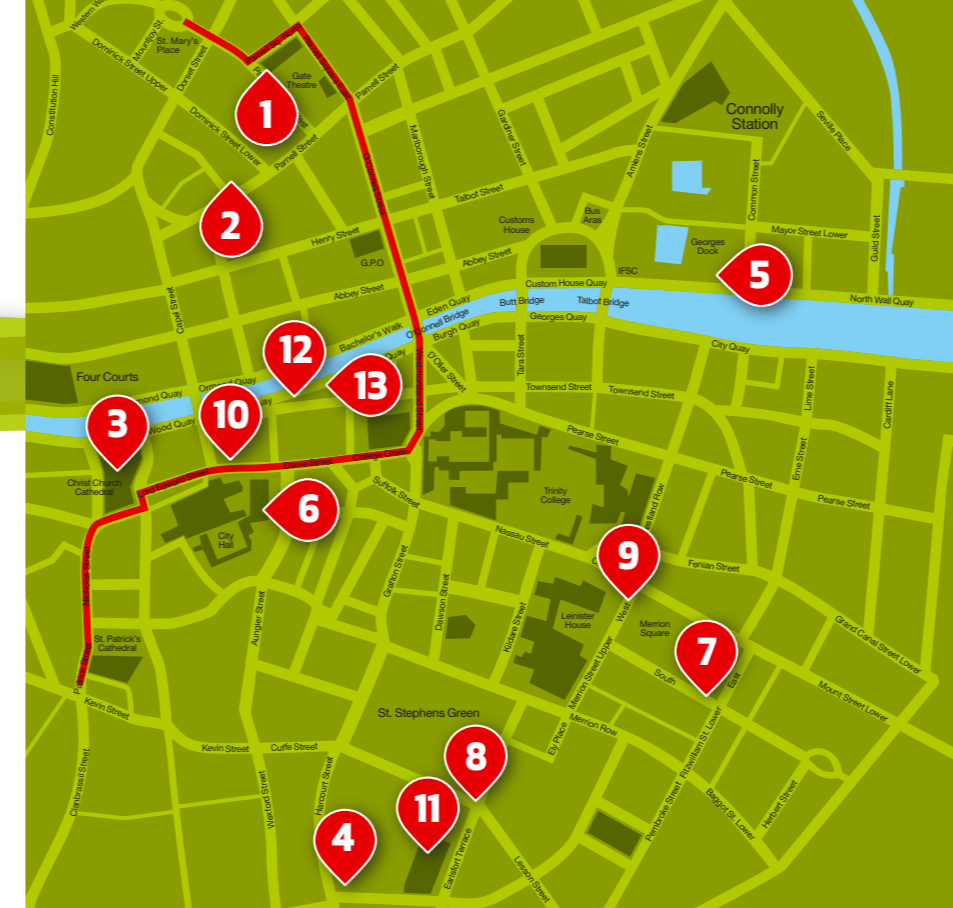 Mountjoy St.
St. Mary's
Place
Dorset Street
Dominick Street Upper
Constitution Hill
Gate
Theatre
Parnell Street
1
Dominick Street Lower
Parnell Street
O'Connell Street
Marlborough Street
Gardiner Street
Connolly
Station
Seville Place
Amiens Street
Common Street
2
Talbot Street
Henry Street
G.P.O
Customs
House
Bus
Aras
Abbey Street
Georges
Dock
Mayor Street Lower
Guild Street
IFSC
5
Custom House Quay
North Wall Quay
Capel Street
Abbey Street
Eden Quay
Butt Bridge
Talbot Bridge
Bachelor's Walk
O'Connell Bridge
Burgh Quay
Georges Quay
City Quay
12
Quay
Tara Street
D'Olier Street
Westmoreland Street
13
Four Courts
Townsend Street
Townsend Street
Lime Street
Cardiff Lane
3
Wood Quay
10
Pearse Street
Erne Street
Christ Church
Cathedral
Lord Edward Street
Dame Street
College Green
Suffolk Street
Trinity
College
Pearse Street
Pearse Street
6
City
Hall
Nassau Street
9
Fenian Street
Nicholas Street
Grafton Street
Dawson Street
Kildare Street
Aungier Street
Leinister
House
West
Merrion
Square
7
Grand Canal Street Lower
St. Patrick's
Cathedral
Merrion Street Upper
South
East
Mount Street Lower
Kevin Street
St. Stephens Green
Merrion Row
Ely Place
Fitzwilliam St. Lower
Kevin Street
Cuffe Street
8
Clanbrassil Street
Wexford Street
Harcourt Street
11
4
Earlsfort Terrace
Lesson Street
Pembroke Street
Baggot St. Lower
Herbert Street